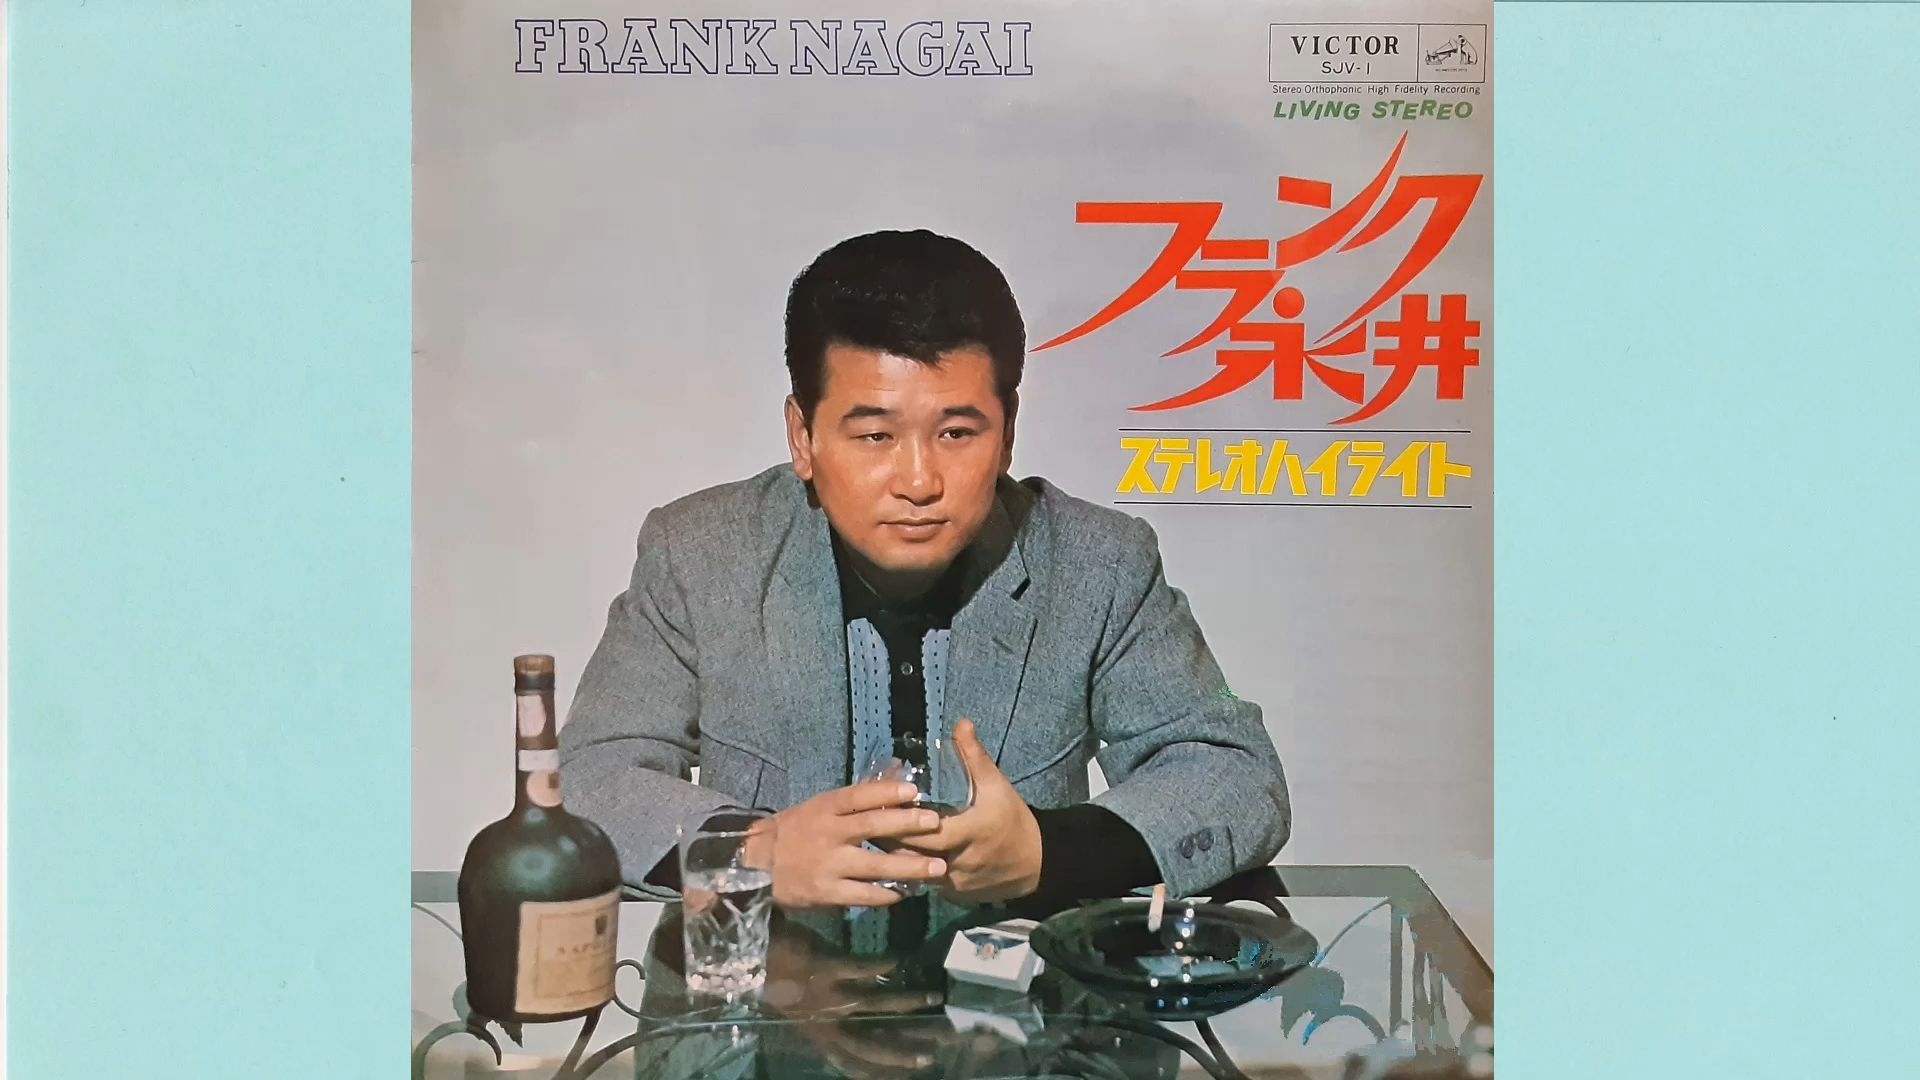 FRANK NAGAI
VICTOR
SJV-1
Stereo-Orthophonic High Fidelity Recording
LIVING STEREO
フランク
永井
ステレオハイライト